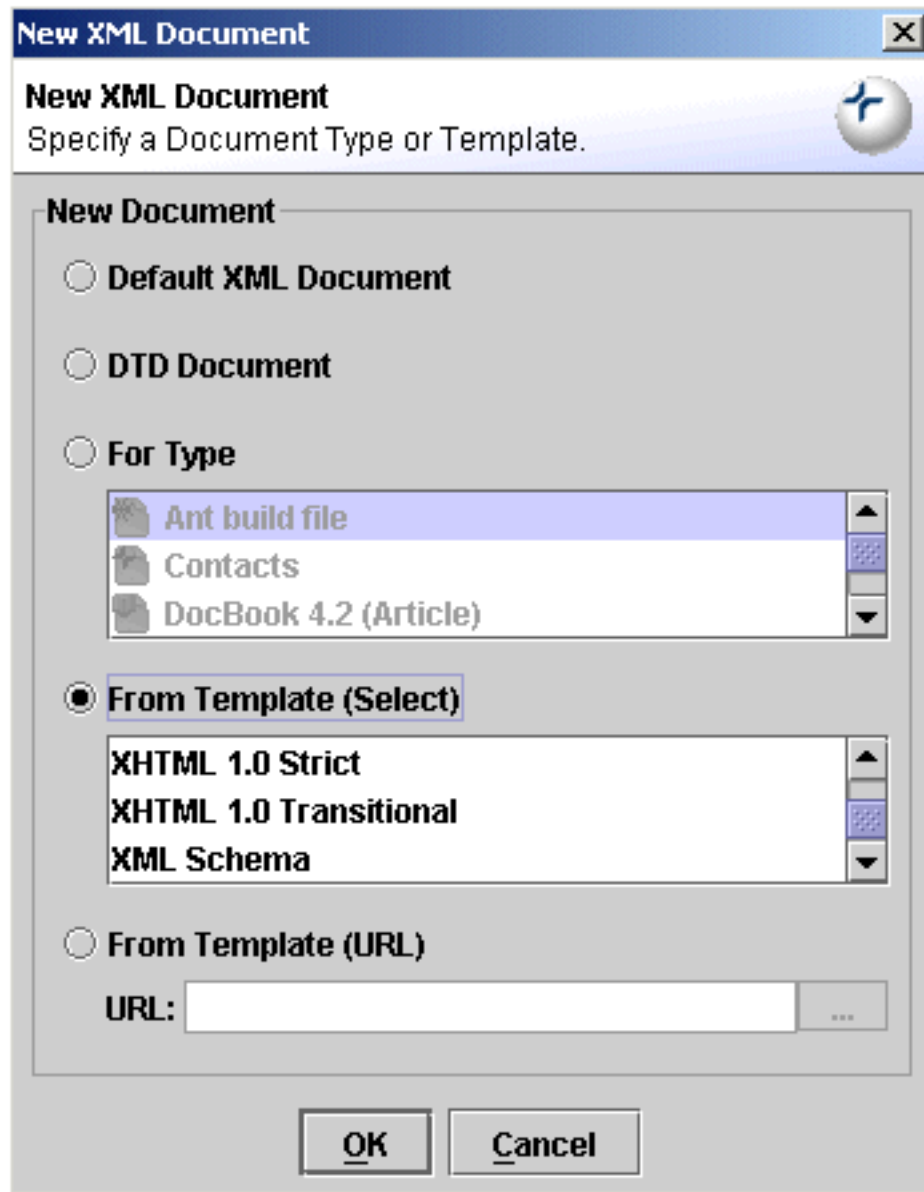 New XML Document
New XML Document
Specify a Document Type or Template.
New Document
Default XML Document
DTD Document
For Type
Ant build file
Contacts
DocBook 4.2 (Article)
From Template (Select)
XHTML 1.0 Strict
XHTML 1.0 Transitional
XML Schema
From Template (URL)
URL: ...
OK Cancel